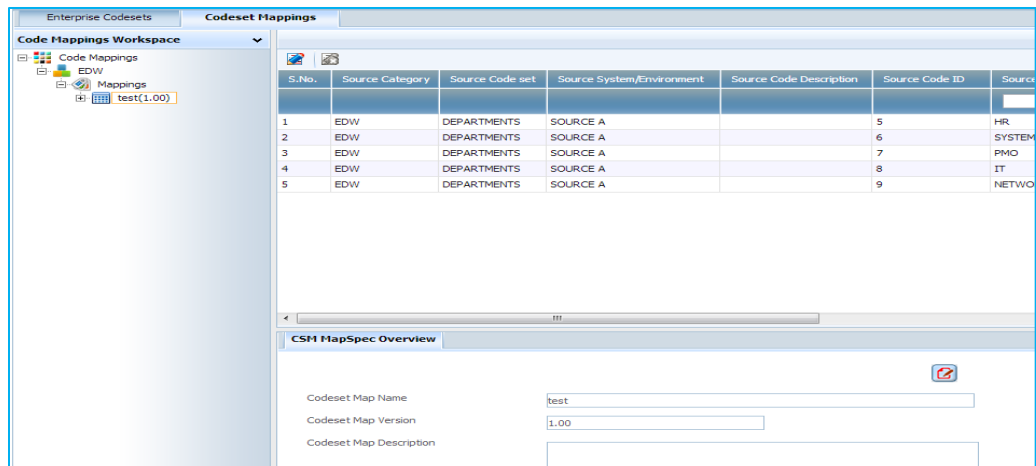 Enterprise Codesets Codeset Mappings
Code Mappings Workspace
Code Mappings
EDW
Mappings
test(1.00)
S.No. Source Category Source Code set Source System/Environment Source Code Description Source Code ID Source
1 EDW DEPARTMENTS SOURCE A 5 HR
2 EDW DEPARTMENTS SOURCE A 6 SYSTEM
3 EDW DEPARTMENTS SOURCE A 7 PMO
4 EDW DEPARTMENTS SOURCE A 8 IT
5 EDW DEPARTMENTS SOURCE A 9 NETWO
CSM MapSpec Overview
Codeset Map Name test
Codeset Map Version 1.00
Codeset Map Description